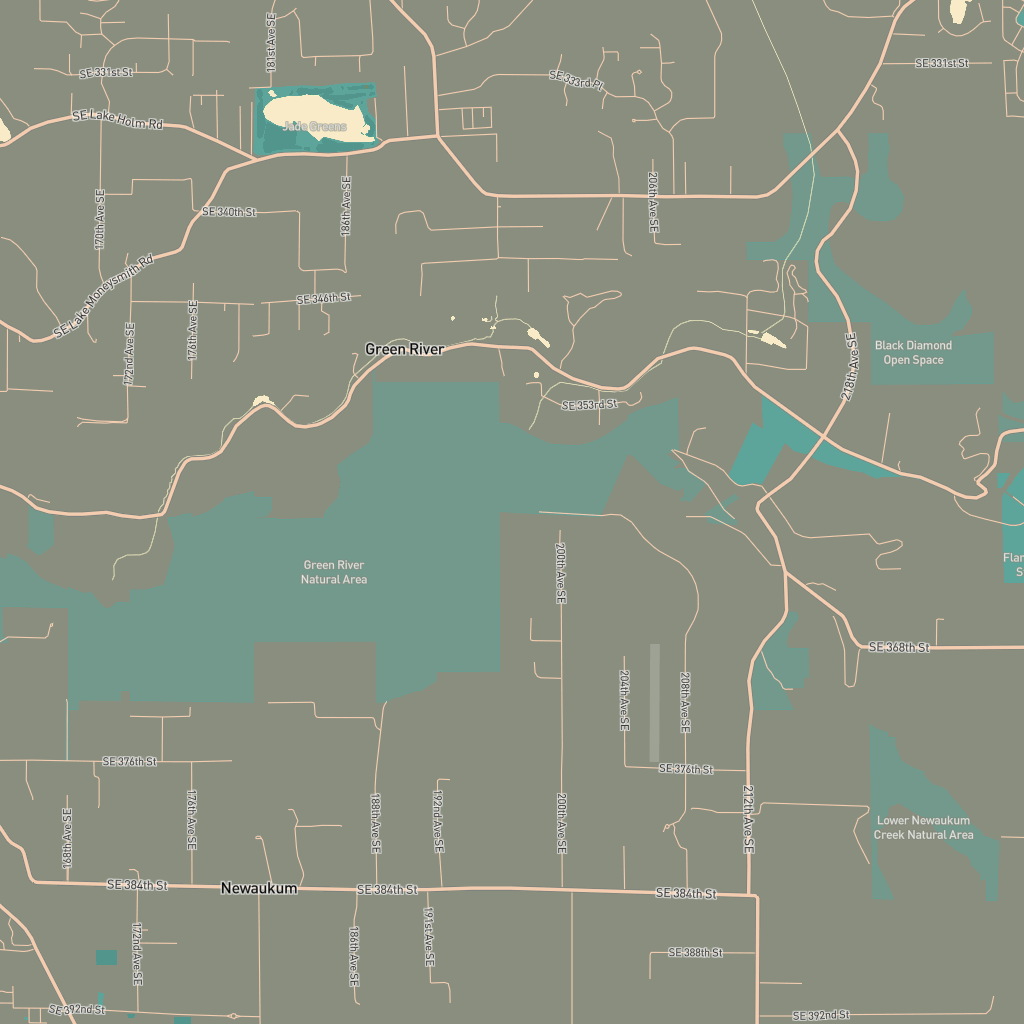 181st Ave SE
SE 331st St
SE 333rd Pl
SE 331st St
SE Lake Holm Rd
Jade Greens
206th Ave SE
186th Ave SE
170th Ave SE
SE 340th St
SE Lake Moneysmith Rd
SE 346th St
176th Ave SE
172nd Ave SE
Green River
218th Ave SE
Black Diamond
Open Space
SE 353rd St
Green River
Natural Area
200th Ave SE
Flar
S
SE 368th St
204th Ave SE
208th Ave SE
SE 376th St
SE 376th St
168th Ave SE
176th Ave SE
188th Ave SE
192nd Ave SE
200th Ave SE
212th Ave SE
Lower Newaukum
Creek Natural Area
SE 384th St
Newaukum
SE 384th St
SE 384th St
172nd Ave SE
186th Ave SE
191st Ave SE
SE 388th St
SE 392nd St
SE 392nd St